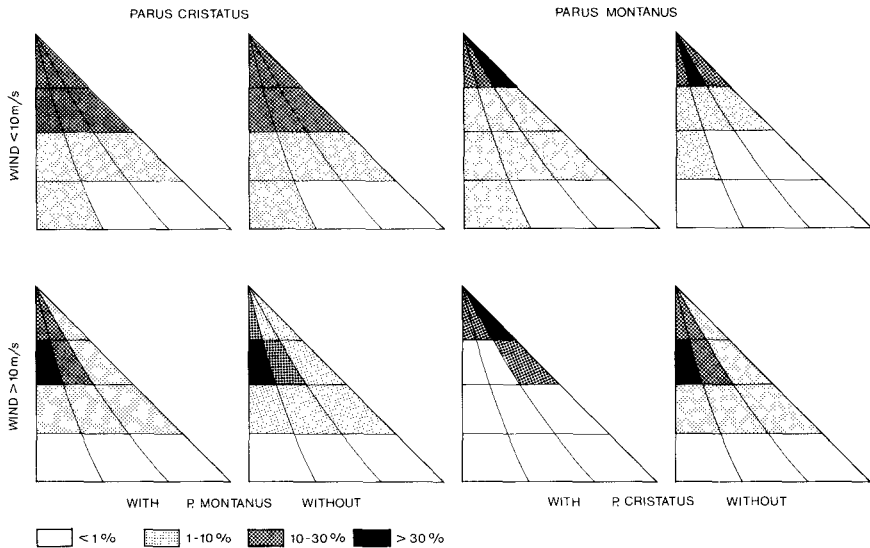 PARUS CRISTATUS
PARUS MONTANUS
WIND <10m/s
WIND >10m/s
WITH P. MONTANUS WITHOUT
WITH P. CRISTATUS WITHOUT
<1% 1-10% 10-30% >30%